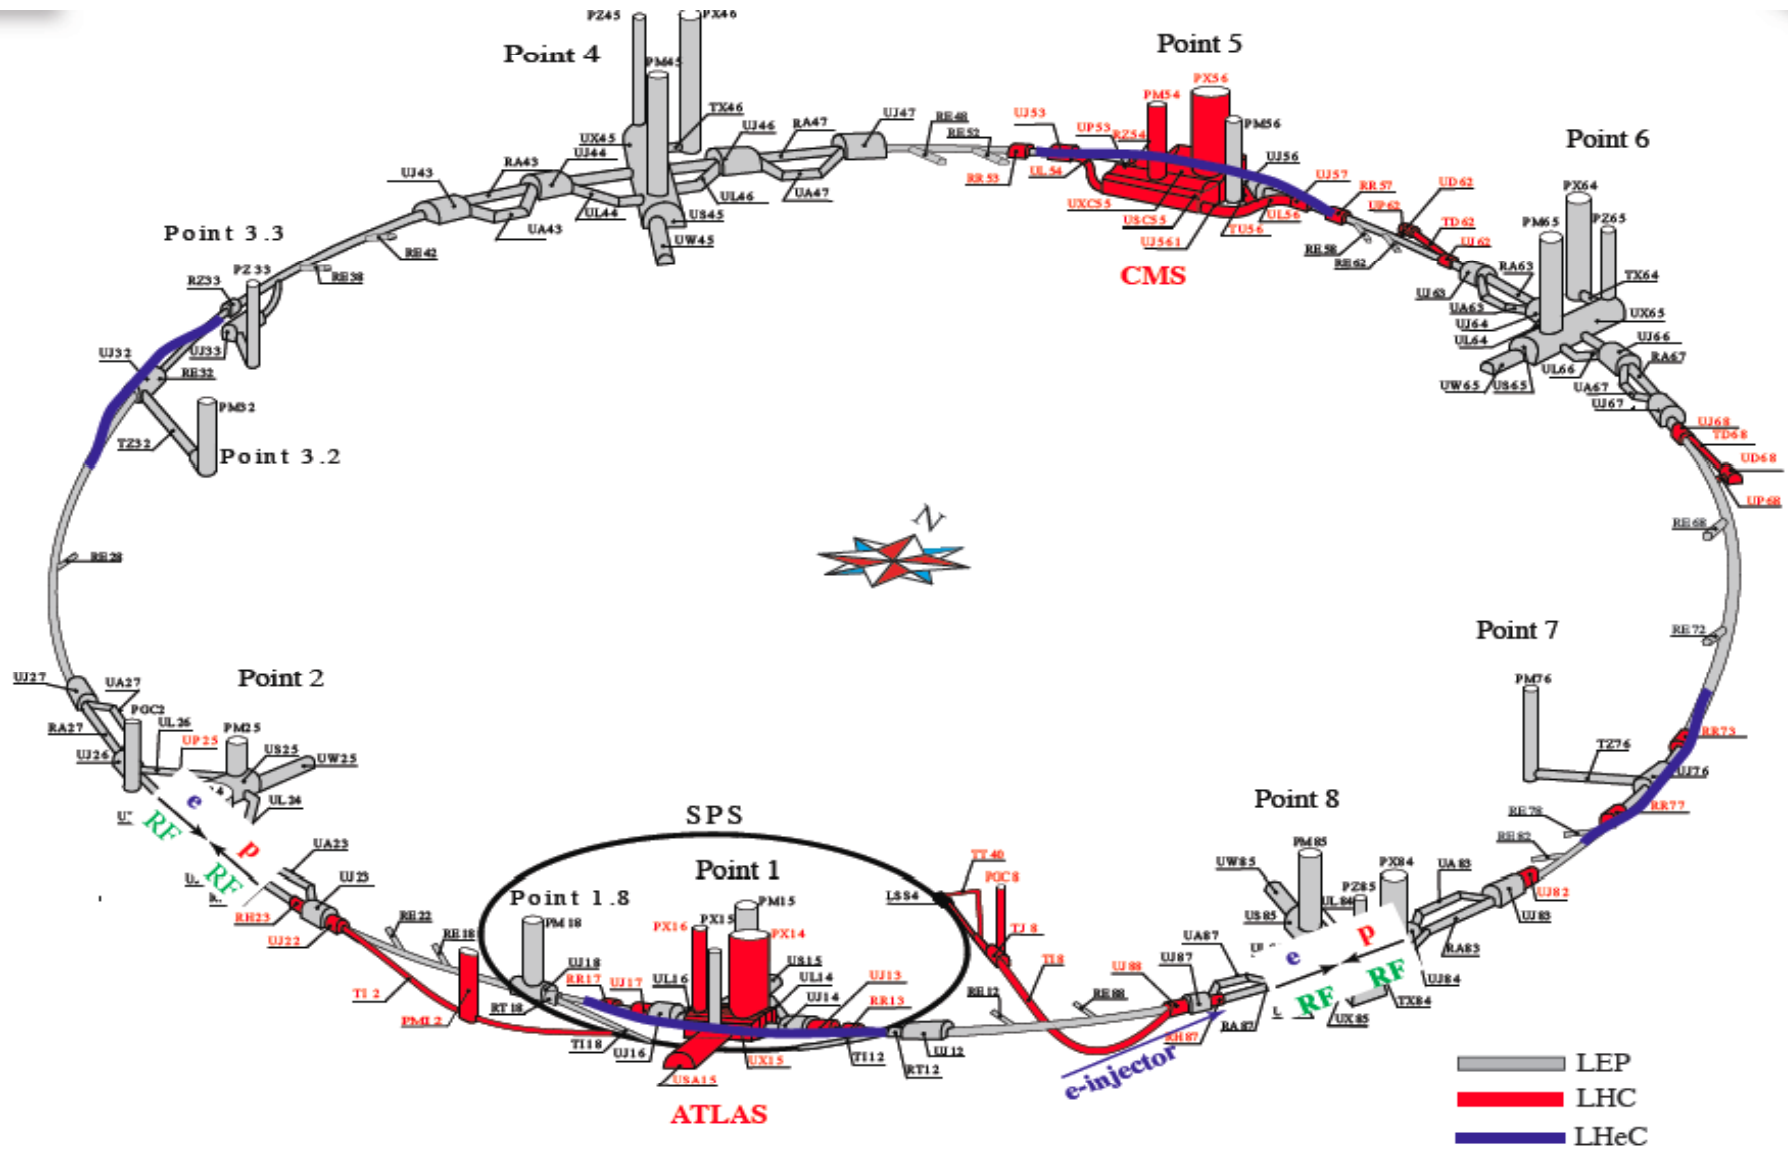 PZ45
PX46
Point 4
PM45
TX46
UJ46
RA47
UJ47
UX45
UJ44
RA43
UJ43
UL44
UA43
UL46
UA47
US45
UW45
RE48
RE52
RE42
RE38
Point 5
PX56
PM54
UJ53
UP53
RZ54
PM56
RR53
UL54
UJ56
UJ57
RR57
UXC55
USC55
UJ561
TU56
UL56
CMS
UD62
UP62
TD62
UJ62
RE58
RE62
Point 6
PX64
PM65
PZ65
RA63
TX64
UJ63
UA63
UJ64
UL64
UX65
UJ66
RA67
UL66
UA67
UJ67
UW65
US65
UJ68
TD68
UD68
UP68
RE68
RE72
Point 3.3
RZ33
PZ 33
UJ33
UJ32
RE32
PM32
TZ32
Point 3.2
RE28
N
Point 7
PM76
TZ76
RR73
UJ76
RR77
RE78
RE82
UJ27
UA27
PGC2
RA27
UL26
UP25
UJ26
Point 2
PM25
US25
UW25
UL24
e
RF
p
RF
UA23
UJ23
RH23
UJ22
RE22
RE18
TI 2
PMI 2
SPS
Point 1
Point 1.8
PM18
UJ18
RR17
UJ17
UL16
PX16
PX15
PM15
PX14
US15
UL14
UJ14
UJ13
RR13
RT18
TI18
UJ16
USA15
UX15
TI12
RT12
UJ12
ATLAS
LSS4
TT40
PGC8
TJ8
TI8
RE12
RE88
UJ88
UJ87
UA87
RH87
RA87
e-injector
Point 8
PM85
PX84
UW85
PZ85
UL84
US85
UA83
UJ82
UJ83
RA83
UJ84
TX84
UX85
p
e
RF
RF
LEP
LHC
LHeC